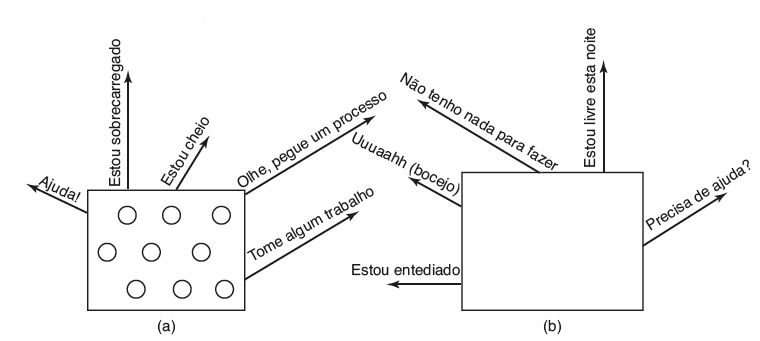 Ajuda!
Estou sobrecarregado
Estou cheio
Olhe, pegue um processo
Tome algum trabalho
(a)
Não tenho nada para fazer
Uuuaahh (bocejo)
Estou entediado
Estou livre esta noite
Precisa de ajuda?
(b)